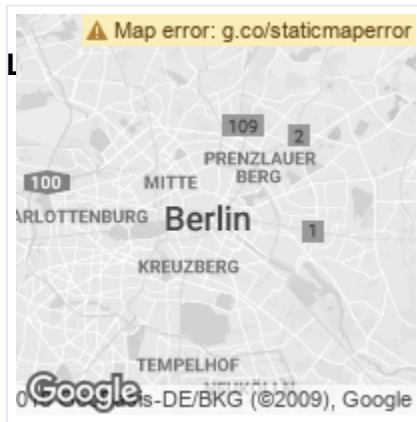 Map error: g.co/staticmaperror
L
109
2
PRENZLAUER
BERG
100
MITTE
ARLOTTENBURG
Berlin
1
KREUZBERG
TEMPELHOF
Google
-DE/BKG (©2009), Google